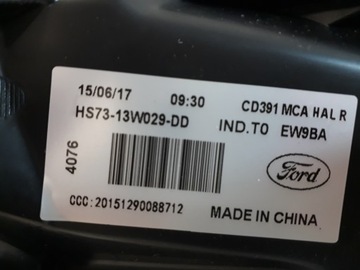 15/06/17 09:30 CD391 MCA HAL R
HS73-13W029-DD IND.TO EW9BA
4076
Ford
CCC: 20151290088712 MADE IN CHINA